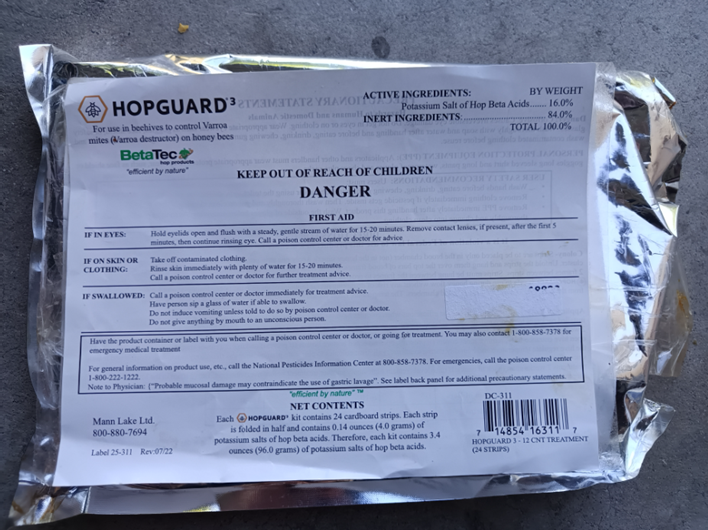 HOPGUARD®3
For use in beehives to control Varroa
mites (Varroa destructor) on honey bees
BetaTec
hop products
"efficient by nature"
ACTIVE INGREDIENTS: BY WEIGHT
Potassium Salt of Hop Beta Acids...... 16.0%
INERT INGREDIENTS: 84.0%
TOTAL 100.0%
KEEP OUT OF REACH OF CHILDREN
DANGER
FIRST AID
IF IN EYES: Hold eyelids open and flush with a steady, gentle stream of water for 15-20 minutes. Remove contact lenses, if present, after the first 5
minutes, then continue rinsing eye. Call a poison control center or doctor for advice
IF ON SKIN OR CLOTHING: Take off contaminated clothing.
Rinse skin immediately with plenty of water for 15-20 minutes.
Call a poison control center or doctor for further treatment advice.
IF SWALLOWED: Call a poison control center or doctor immediately for treatment advice.
Have person sip a glass of water if able to swallow.
Do not induce vomiting unless told to do so by poison control center or doctor.
Do not give anything by mouth to an unconscious person.
Have the product container or label with you when calling a poison control center or doctor, or going for treatment. You may also contact 1-800-858-7378 for
emergency medical treatment
For general information on product use, etc., call the National Pesticides Information Center at 800-858-7378. For emergencies, call the poison control center
1-800-222-1222.
Note to Physician: ["Probable mucosal damage may contraindicate the use of gastric lavage". See label back panel for additional precautionary statements.
"efficient by nature" ™
NET CONTENTS
Each HOPGUARD³ kit contains 24 cardboard strips. Each strip
is folded in half and contains 0.14 ounces (4.0 grams) of
potassium salts of hop beta acids. Therefore, each kit contains 3.4
ounces (96.0 grams) of potassium salts of hop beta acids.
Mann Lake Ltd.
800-880-7694
Label 25-311 Rev:07/22
DC-311
7 14854 16311 7
HOPGUARD 3 - 12 CNT TREATMENT
(24 STRIPS)